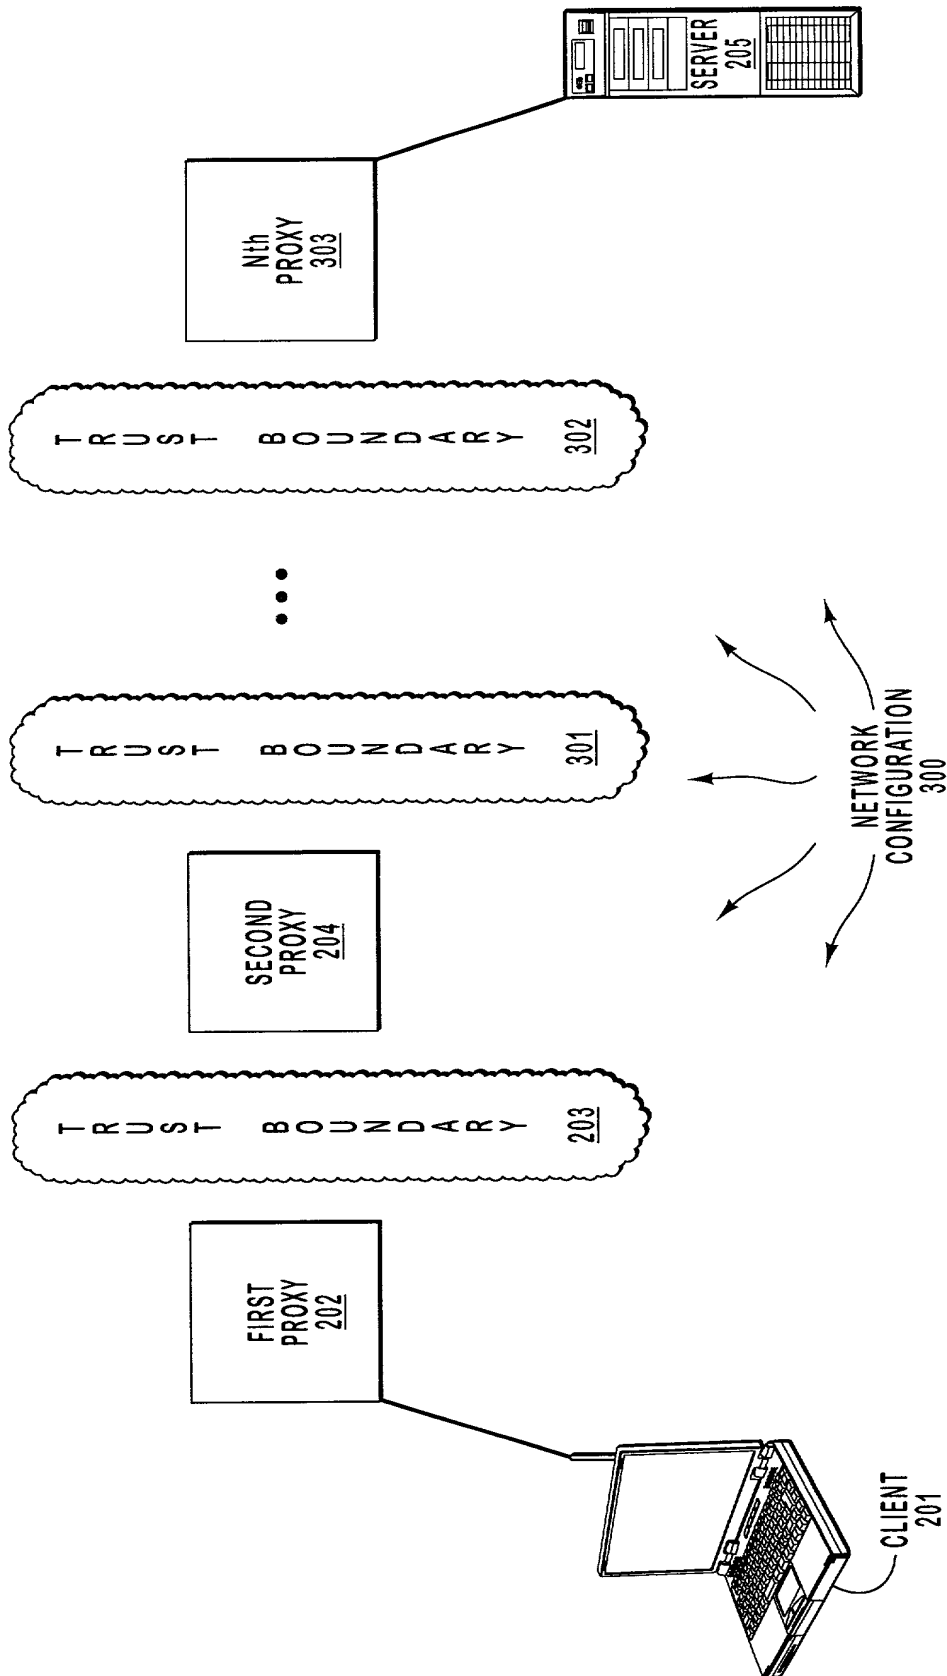 CLIENT
201
FIRST
PROXY
202
TRUST BOUNDARY
203
SECOND
PROXY
204
TRUST BOUNDARY
301
TRUST BOUNDARY
302
Nth
PROXY
303
SERVER
205
NETWORK
CONFIGURATION
300